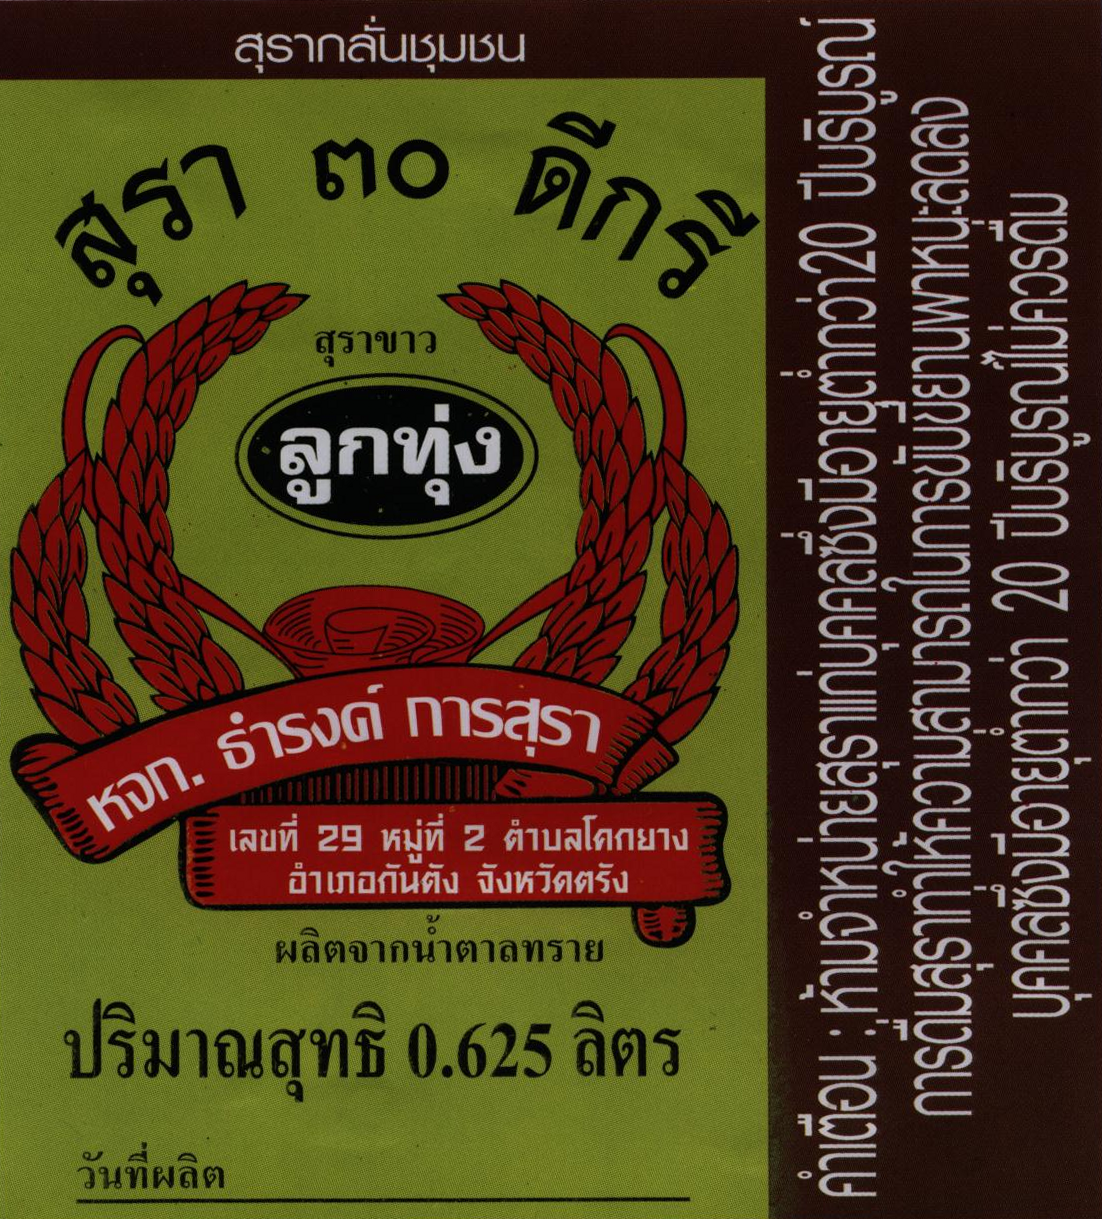 สุรากลั่นชุมชน
สุรา ๓๐ ดีกรี
สุราขาว
ลูกทุ่ง
หจก. ธำรงค์ การสุรา
เลขที่ 29 หมู่ที่ 2 ตำบลโคกยาง
อำเภอกันตัง จังหวัดตรัง
ผลิตจากน้ำตาลทราย
ปริมาณสุทธิ 0.625 ลิตร
วันที่ผลิต
คำเตือน : ห้ามจำหน่ายสุราแก่บุคคลซึ่งมีอายุต่ำกว่า20 ปีบริบูรณ์
การดื่มสุราทำให้ความสามารถในการขับขี่ยานพาหนะลดลง
บุคคลซึ่งมีอายุต่ำกว่า 20 ปีบริบูรณ์ไม่ควรดื่ม